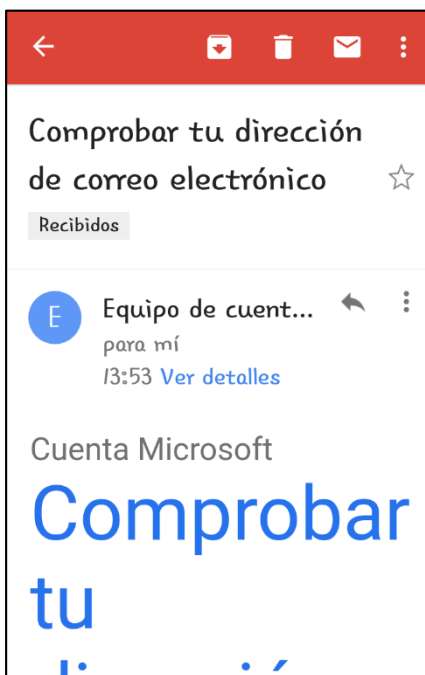 Comprobar tu dirección
de correo electrónico
Recibidos
E
Equipo de cuent...
para mí
13:53 Ver detalles
Cuenta Microsoft
Comprobar
tu